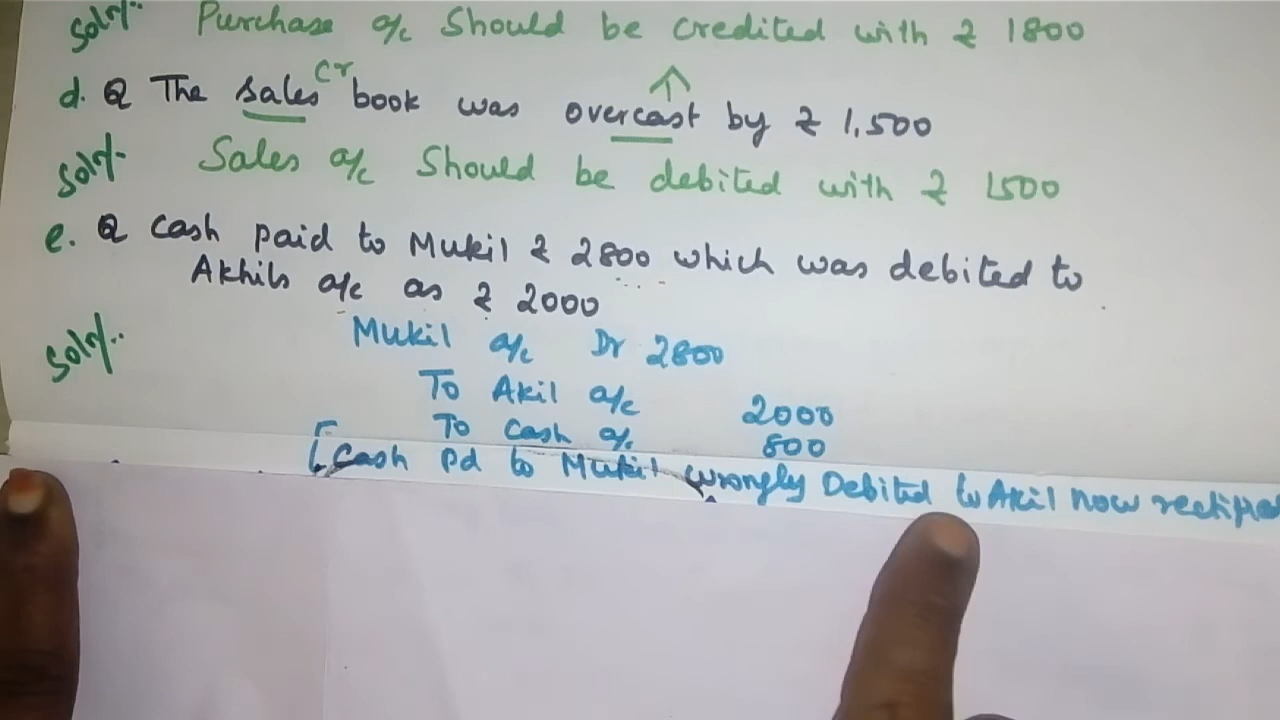 Soln:. Purchase a/c Should be credited with ₹ 1800
Cr
d. Q The sales book was overcast by ₹ 1,500
Soln:- Sales a/c Should be debited with ₹ 1500
e. Q Cash paid to Mukil ₹ 2800 which was debited to
Akhils a/c as ₹ 2000
Soln:. Mukil a/c Dr 2800
To Akil a/c 2000
To Cash a/c 800
[Cash Pd to Mukil wrongly Debited to Akil Now rectified